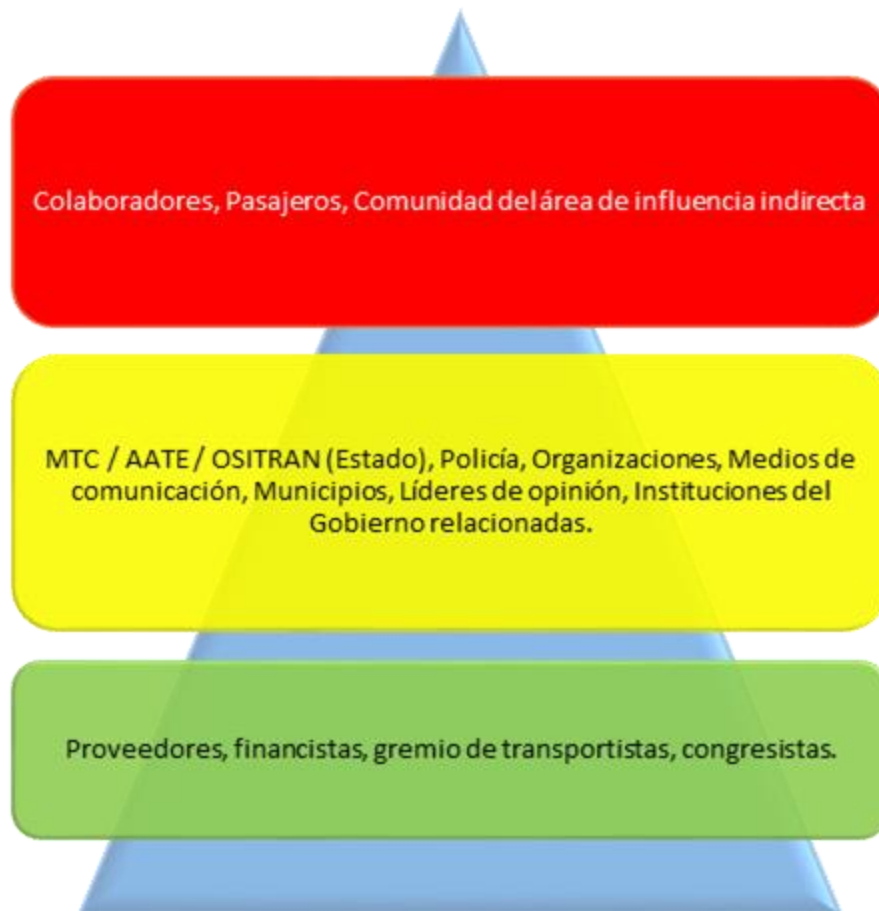 Colaboradores, Pasajeros, Comunidad del área de influencia indirecta
MTC / AATE / OSITRAN (Estado), Policía, Organizaciones, Medios de
comunicación, Municipios, Líderes de opinión, Instituciones del
Gobierno relacionadas.
Proveedores, financistas, gremio de transportistas, congresistas.